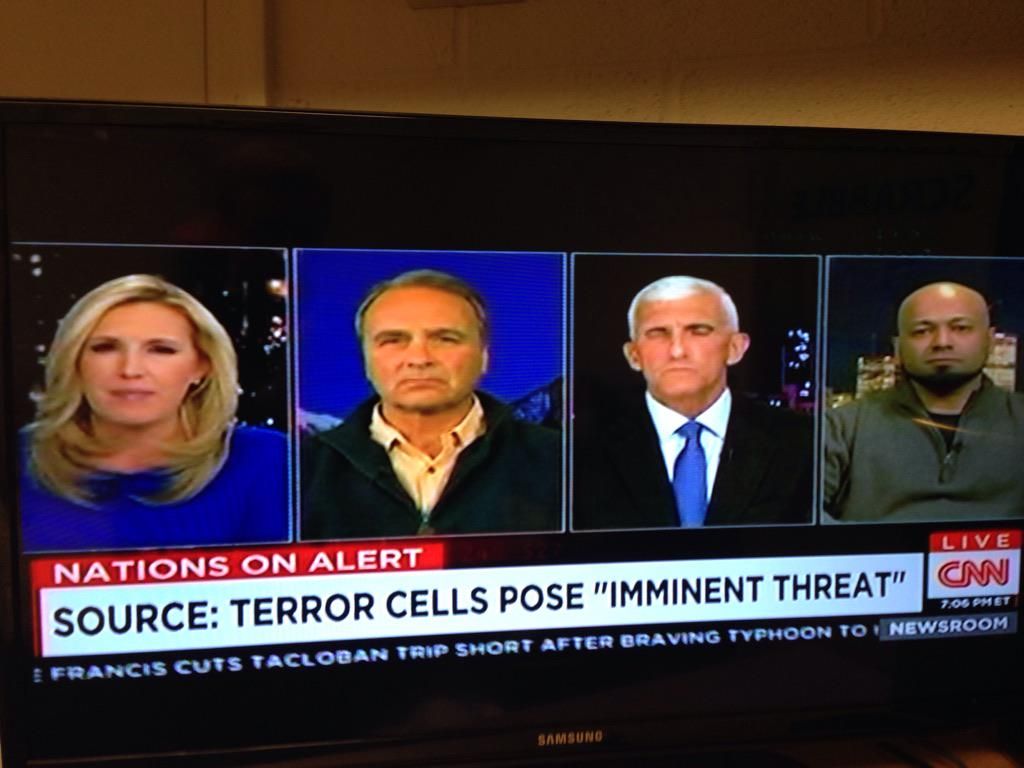 SCRABBLE
NATIONS ON ALERT
SOURCE: TERROR CELLS POSE "IMMINENT THREAT"
LIVE
CNN
7:06 PM ET
NEWSROOM
FRANCIS CUTS TACLOBAN TRIP SHORT AFTER BRAVING TYPHOON TO
SAMSUNG